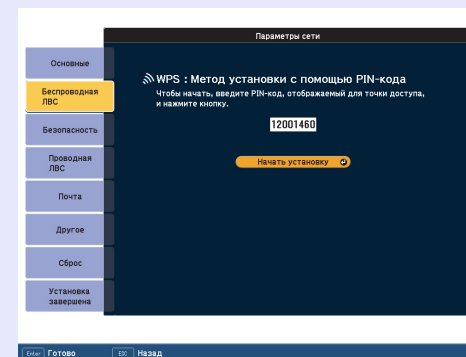 Параметры сети
Основные
Беспроводная
ЛВС
Безопасность
Проводная
ЛВС
Почта
Другое
Сброс
Установка
завершена
WPS : Метод установки с помощью PIN-кода
Чтобы начать, введите PIN-код, отображаемый для точки доступа,
и нажмите кнопку.
12001460
Начать установку
Enter Готово ESC Назад